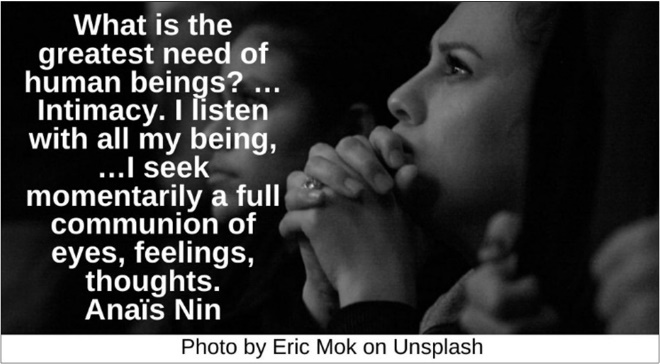 What is the
greatest need of
human beings? …
Intimacy. I listen
with all my being,
…I seek
momentarily a full
communion of
eyes, feelings,
thoughts.
Anaïs Nin
Photo by Eric Mok on Unsplash